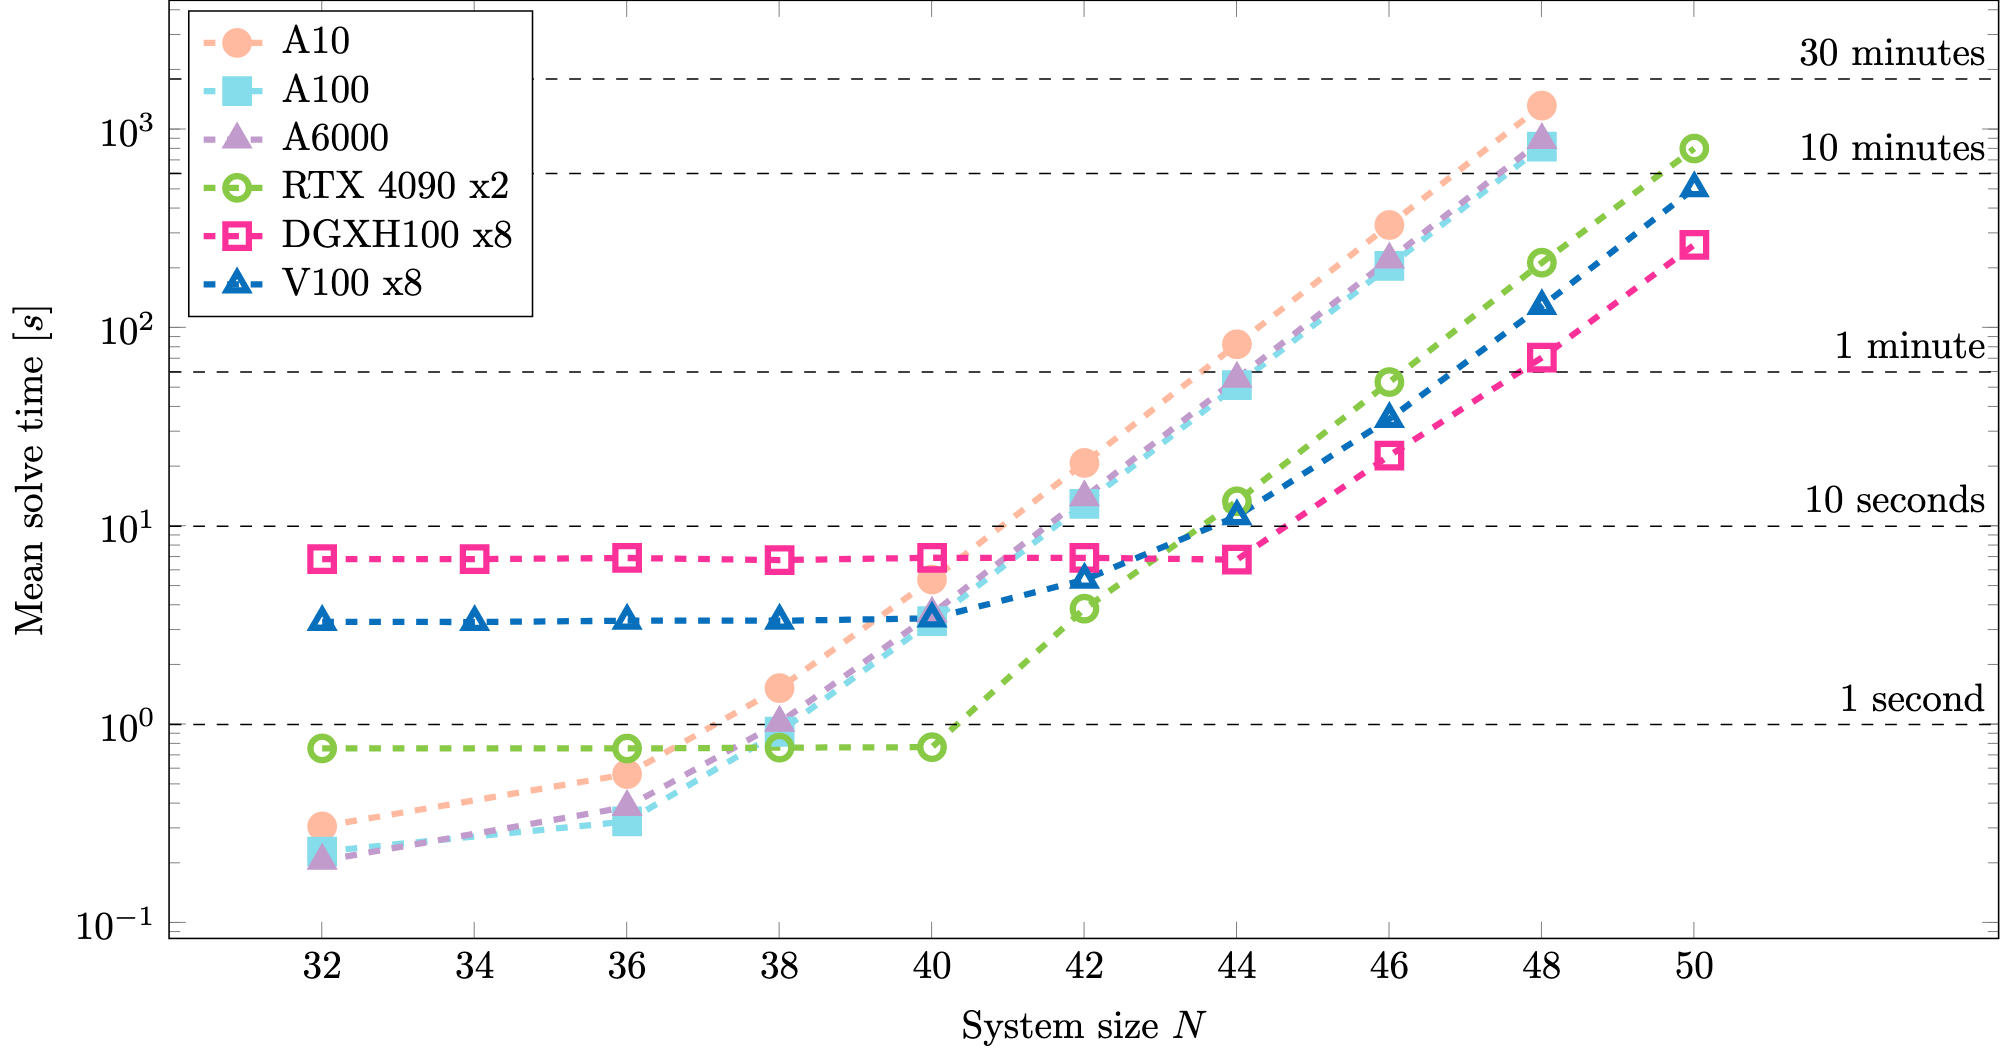 A10
A100
A6000
RTX 4090 x2
DGXH100 x8
V100 x8
30 minutes
10 minutes
1 minute
10 seconds
1 second
10³
10²
10¹
10⁰
10⁻¹
Mean solve time [s]
32 34 36 38 40 42 44 46 48 50
System size N